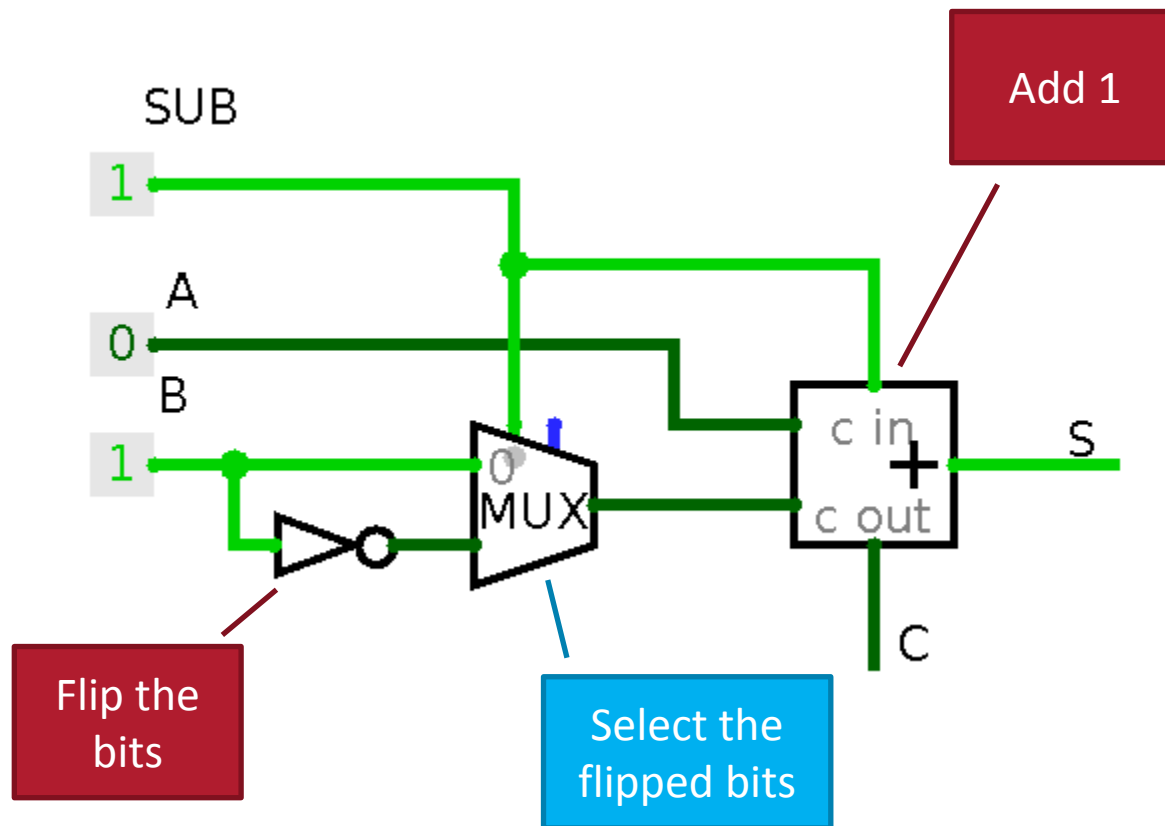 SUB
Add 1
1
A
0
B
1
0
MUX
c in
+
c out
S
C
Flip the
bits
Select the
flipped bits